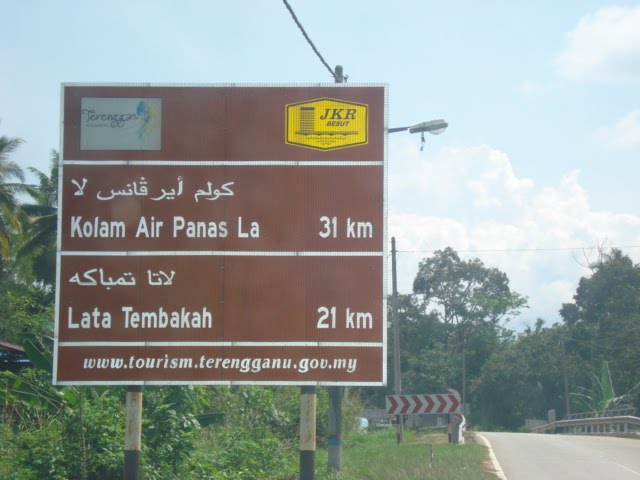 Terengganu
JKR
BESUT
كولم أير ڤانس لا
Kolam Air Panas La 31 km
لاتا تمباكه
Lata Tembakah 21 km
www.tourism.terengganu.gov.my